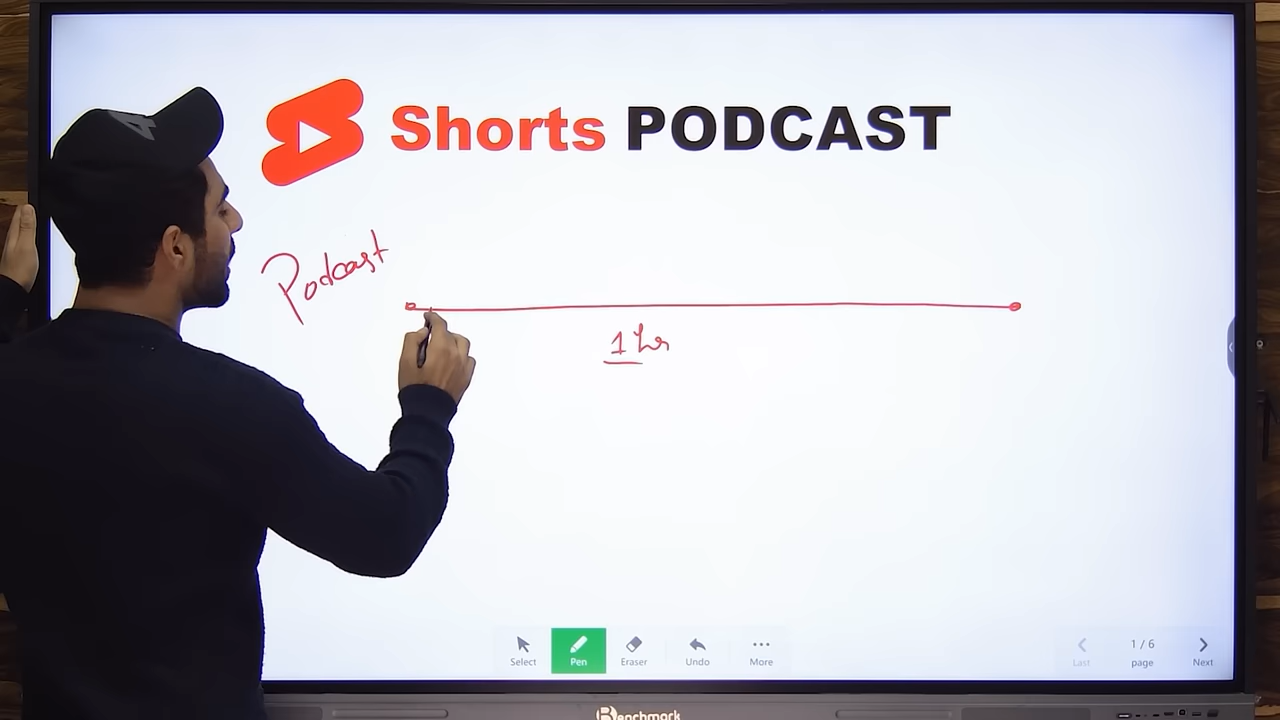 Shorts PODCAST
Podcast
1 hr
Select Pen Eraser Undo More
1 / 6
Last page Next
Benchmark